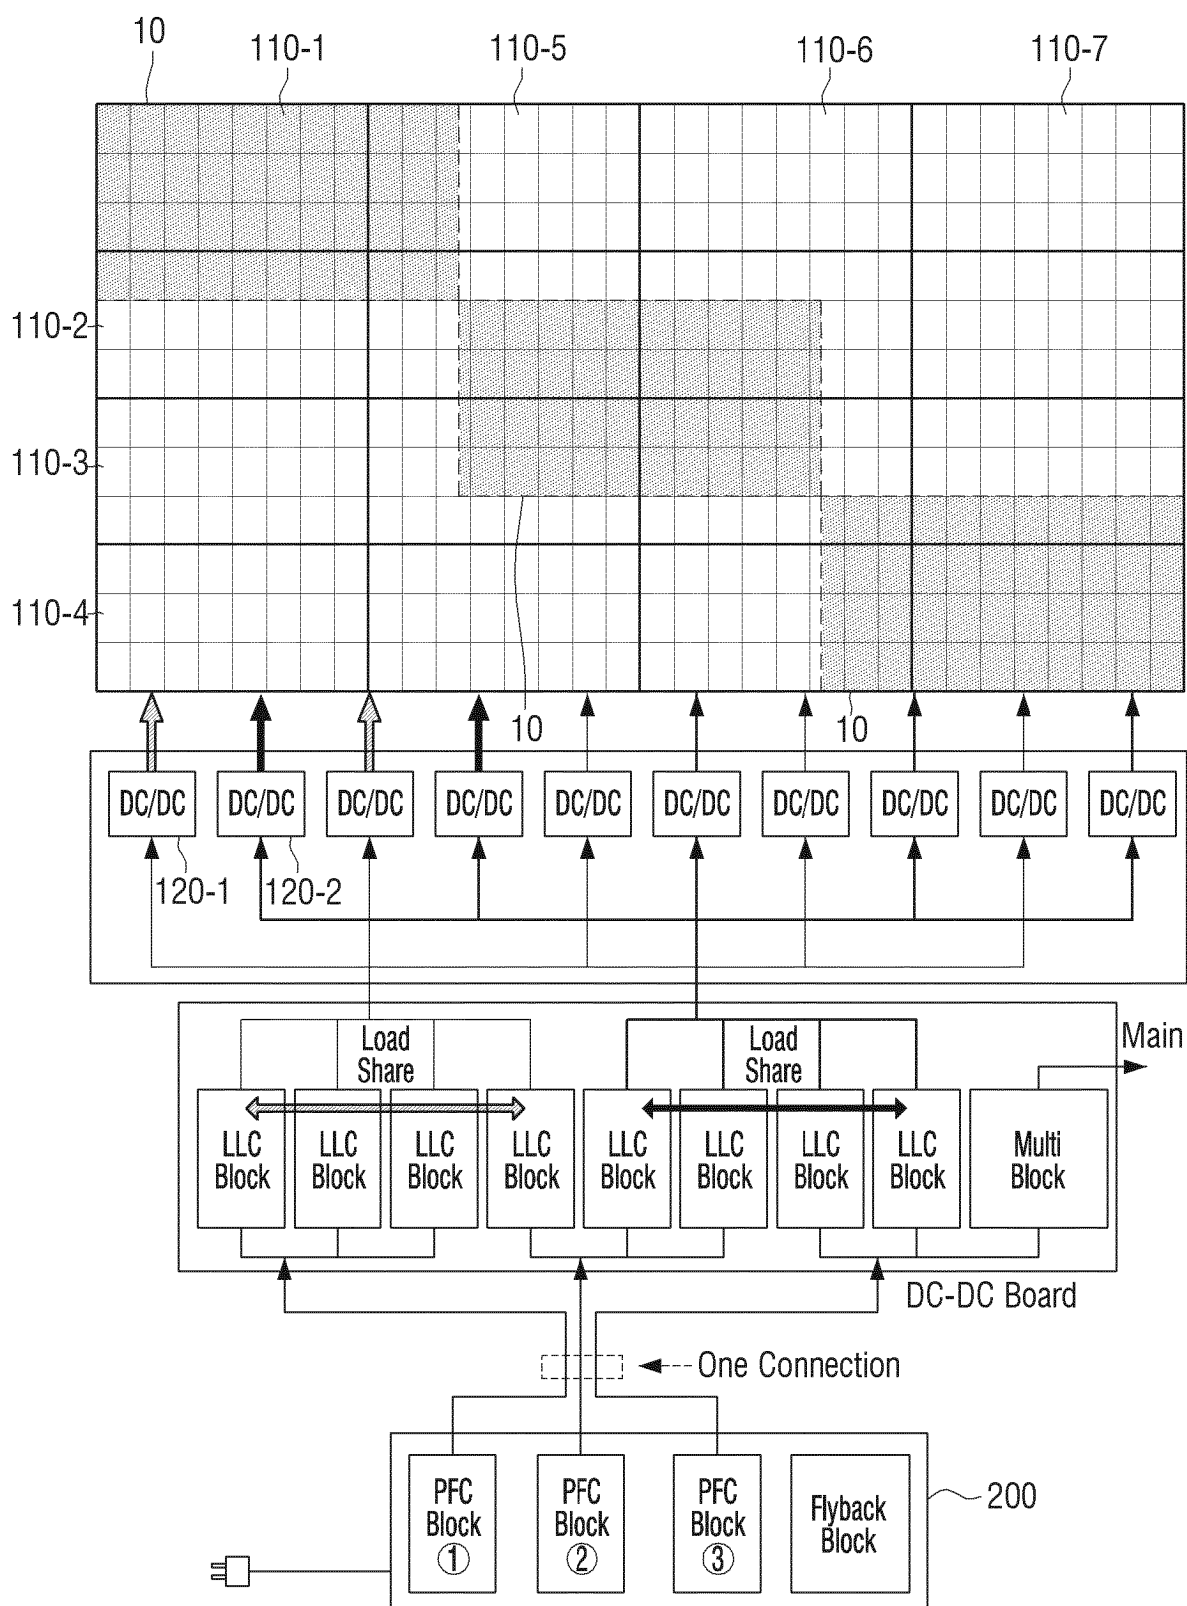 10
110-1
110-5
110-6
110-7
110-2
110-3
110-4
10
10
DC/DC
DC/DC
DC/DC
DC/DC
DC/DC
DC/DC
DC/DC
DC/DC
DC/DC
DC/DC
120-1
120-2
Load
Share
Load
Share
Main
LLC
Block
LLC
Block
LLC
Block
LLC
Block
LLC
Block
LLC
Block
LLC
Block
LLC
Block
Multi
Block
DC-DC Board
One Connection
PFC
Block
①
PFC
Block
②
PFC
Block
③
Flyback
Block
200